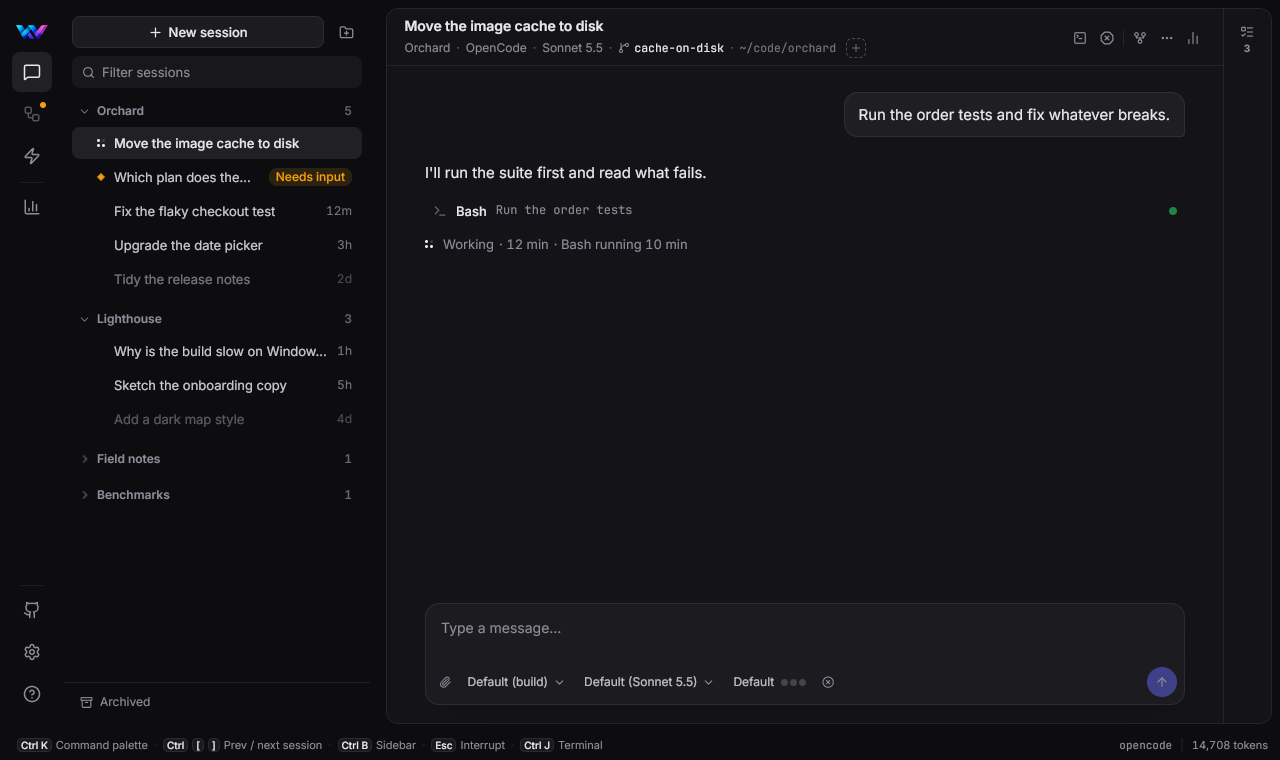 New session
Filter sessions
Orchard 5
Move the image cache to disk
Which plan does the... Needs input
Fix the flaky checkout test 12m
Upgrade the date picker 3h
Tidy the release notes 2d
Lighthouse 3
Why is the build slow on Window... 1h
Sketch the onboarding copy 5h
Add a dark map style 4d
Field notes 1
Benchmarks 1
Archived
Move the image cache to disk
Orchard · OpenCode · Sonnet 5.5 · cache-on-disk · ~/code/orchard
3
Run the order tests and fix whatever breaks.
I'll run the suite first and read what fails.
Bash Run the order tests
Working · 12 min · Bash running 10 min
Type a message...
Default (build) Default (Sonnet 5.5) Default
Ctrl K Command palette · Ctrl [ ] Prev / next session · Ctrl B Sidebar · Esc Interrupt · Ctrl J Terminal
opencode 14,708 tokens